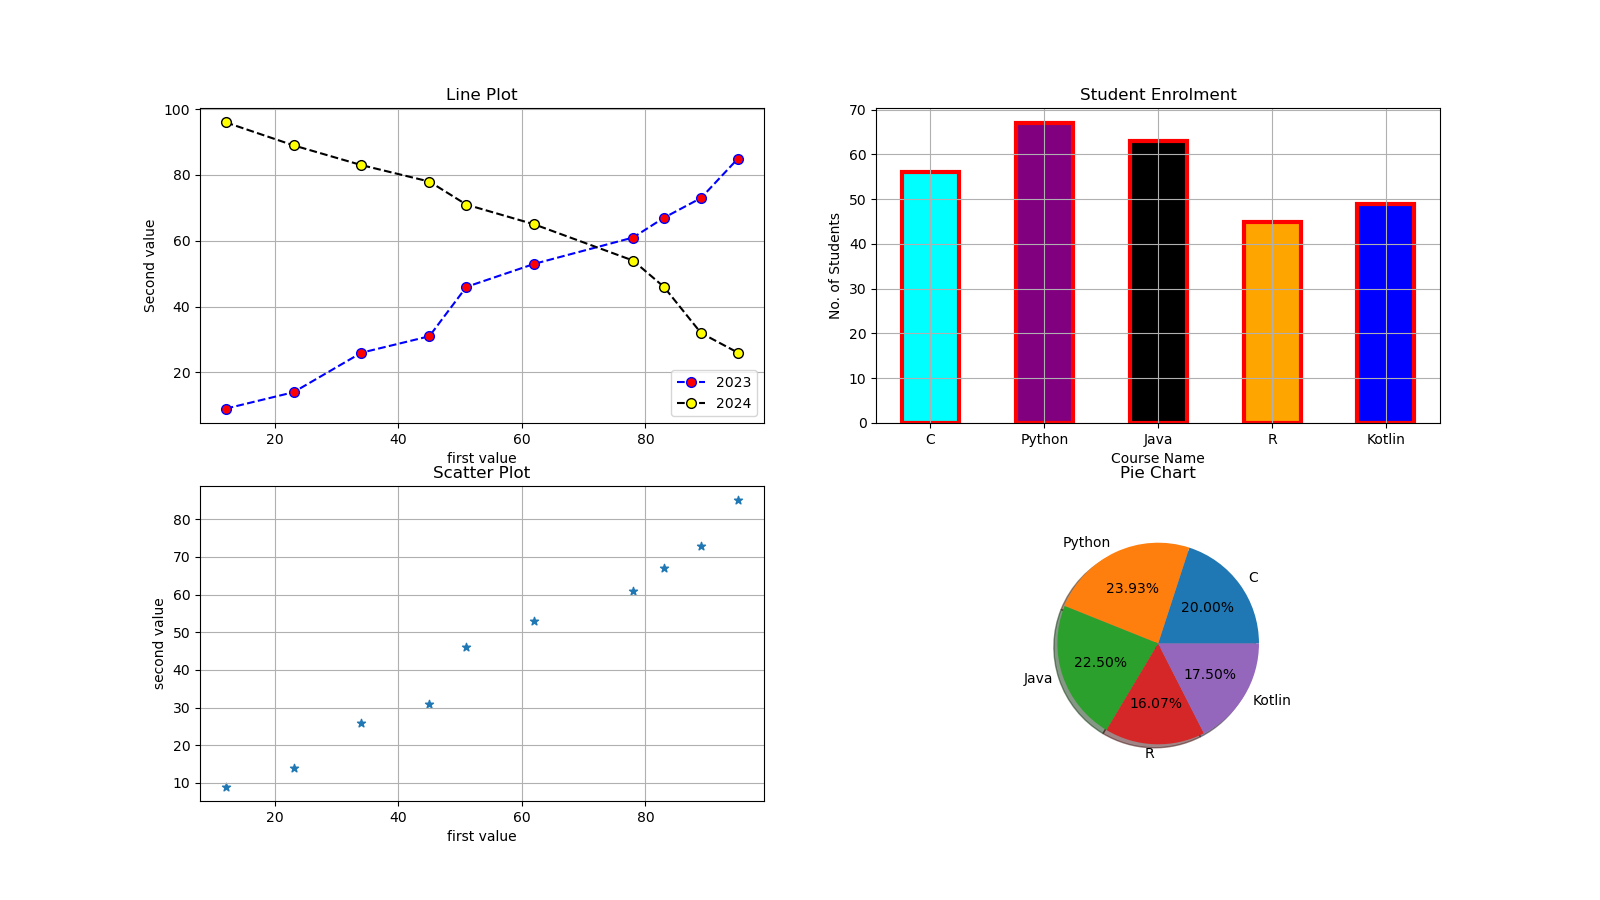 Line Plot
100
80
60
40
20
Second value
20 40 60 80
first value
2023
2024
Student Enrolment
70
60
50
40
30
20
10
0
No. of Students
C Python Java R Kotlin
Course Name
Scatter Plot
80
70
60
50
40
30
20
10
second value
20 40 60 80
first value
Pie Chart
Python
C
23.93%
20.00%
22.50%
17.50%
Java
16.07%
Kotlin
R